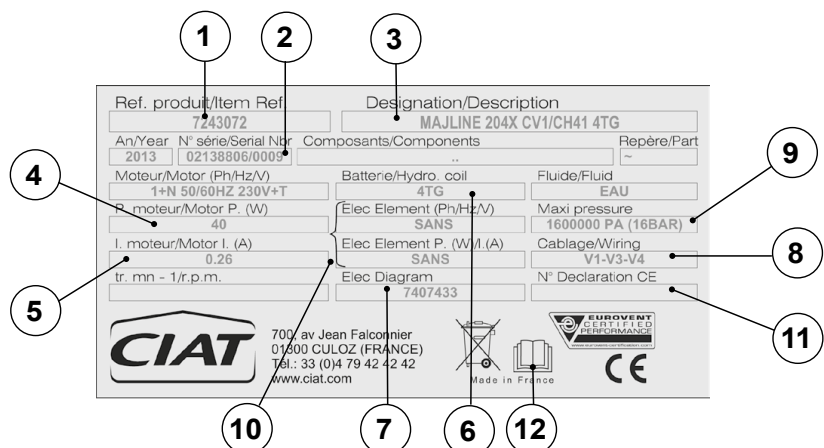 1 2 3
Ref. produit/Item Ref. Designation/Description
7243072 MAJLINE 204X CV1/CH41 4TG
An/Year N° série/Serial Nbr Composants/Components Repère/Part
2013 02138806/0009 .. ~
9
4
Moteur/Motor (Ph/Hz/V) Batterie/Hydro. coil Fluide/Fluid
1+N 50/60HZ 230V+T 4TG EAU
P. moteur/Motor P. (W) Elec Element (Ph/Hz/V) Maxi pressure
40 SANS 1600000 PA (16BAR)
I. moteur/Motor I. (A) Elec Element P. (W)/I.(A) Cablage/Wiring
0.26 SANS V1-V3-V4
8
5
tr. mn - 1/r.p.m. Elec Diagram N° Declaration CE
7407433
11
CIAT
700, av Jean Falconnier
01300 CULOZ (FRANCE)
Tél.: 33 (0)4 79 42 42 42
www.ciat.com
Made in France
EUROVENT
CERTIFIED
PERFORMANCE
www.eurovent-certification.com
CE
10 7 6 12